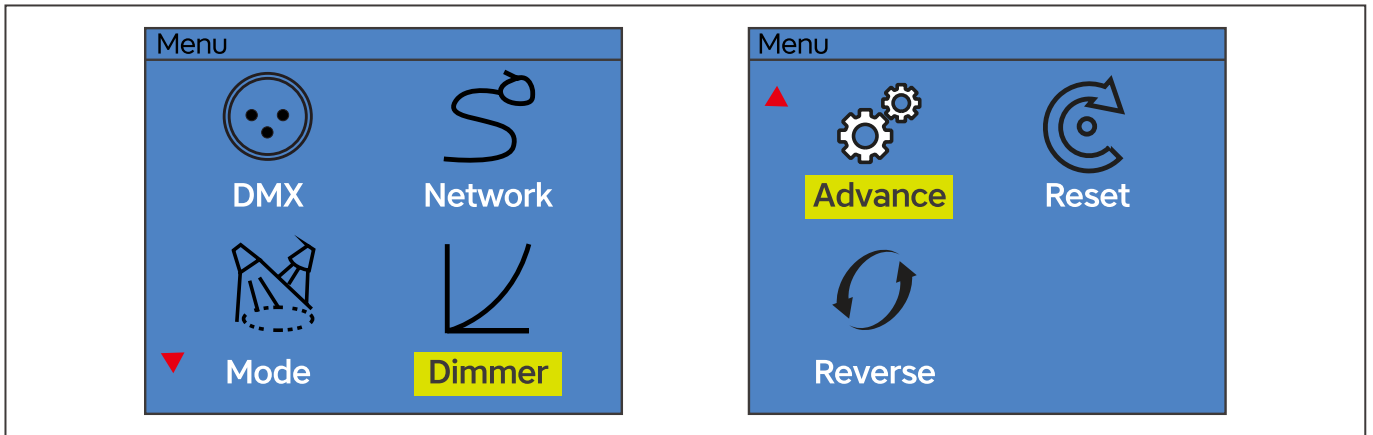 Menu
DMX
Network
Mode
Dimmer
Menu
Advance
Reset
Reverse